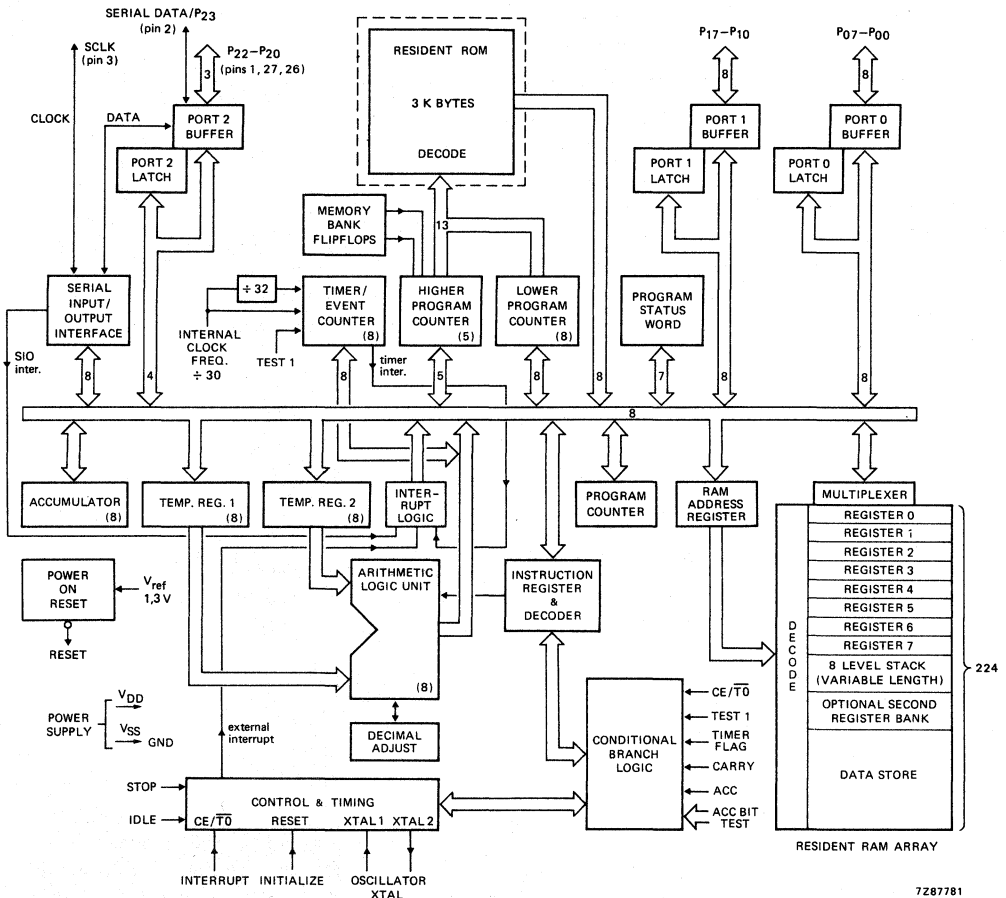 SERIAL DATA/P23
(pin 2)
SCLK
(pin 3)
P22–P20
(pins 1, 27, 26)
3
CLOCK
DATA
PORT 2
BUFFER
PORT 2
LATCH
RESIDENT ROM
3 K BYTES
DECODE
P17–P10
8
PORT 1
BUFFER
PORT 1
LATCH
P07–P00
8
PORT 0
BUFFER
PORT 0
LATCH
MEMORY
BANK
FLIPFLOPS
13
SERIAL
INPUT/
OUTPUT
INTERFACE
÷ 32
TIMER/
EVENT
COUNTER
(8)
HIGHER
PROGRAM
COUNTER
(5)
LOWER
PROGRAM
COUNTER
(8)
PROGRAM
STATUS
WORD
INTERNAL
CLOCK
FREQ.
÷ 30
TEST 1
timer
inter.
SIO
inter.
8
4
8
5
8
8
7
8
8
8
ACCUMULATOR
(8)
TEMP. REG. 1
(8)
TEMP. REG. 2
(8)
INTER-
RUPT
LOGIC
PROGRAM
COUNTER
RAM
ADDRESS
REGISTER
MULTIPLEXER
REGISTER 0
REGISTER 1
REGISTER 2
REGISTER 3
REGISTER 4
REGISTER 5
REGISTER 6
REGISTER 7
8 LEVEL STACK
(VARIABLE LENGTH)
OPTIONAL SECOND
REGISTER BANK
DATA STORE
DECODE
224
RESIDENT RAM ARRAY
POWER
ON
RESET
Vref
1,3 V
RESET
ARITHMETIC
LOGIC UNIT
(8)
INSTRUCTION
REGISTER
&
DECODER
DECIMAL
ADJUST
POWER
SUPPLY
VDD
VSS
GND
external
interrupt
CONDITIONAL
BRANCH
LOGIC
CE/T0
TEST 1
TIMER
FLAG
CARRY
ACC
ACC BIT
TEST
STOP
IDLE
CONTROL & TIMING
CE/T0 RESET XTAL 1 XTAL 2
INTERRUPT INITIALIZE OSCILLATOR
XTAL
7Z87781